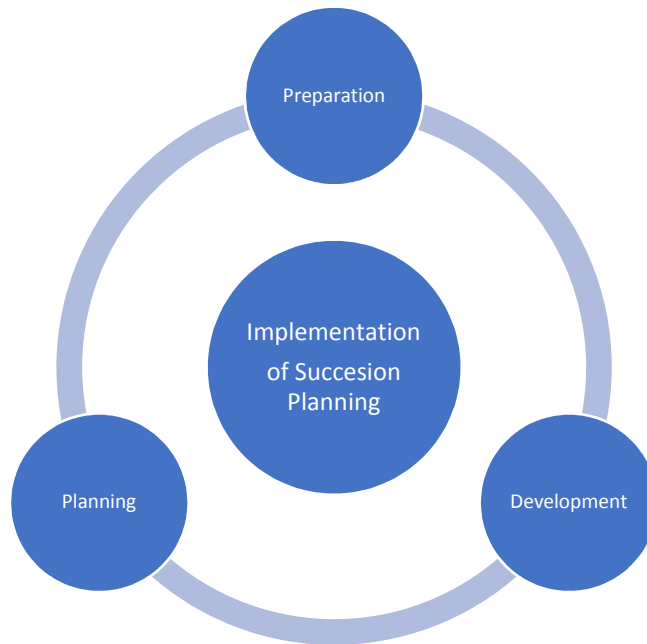 Preparation
Implementation
of Succesion
Planning
Planning
Development